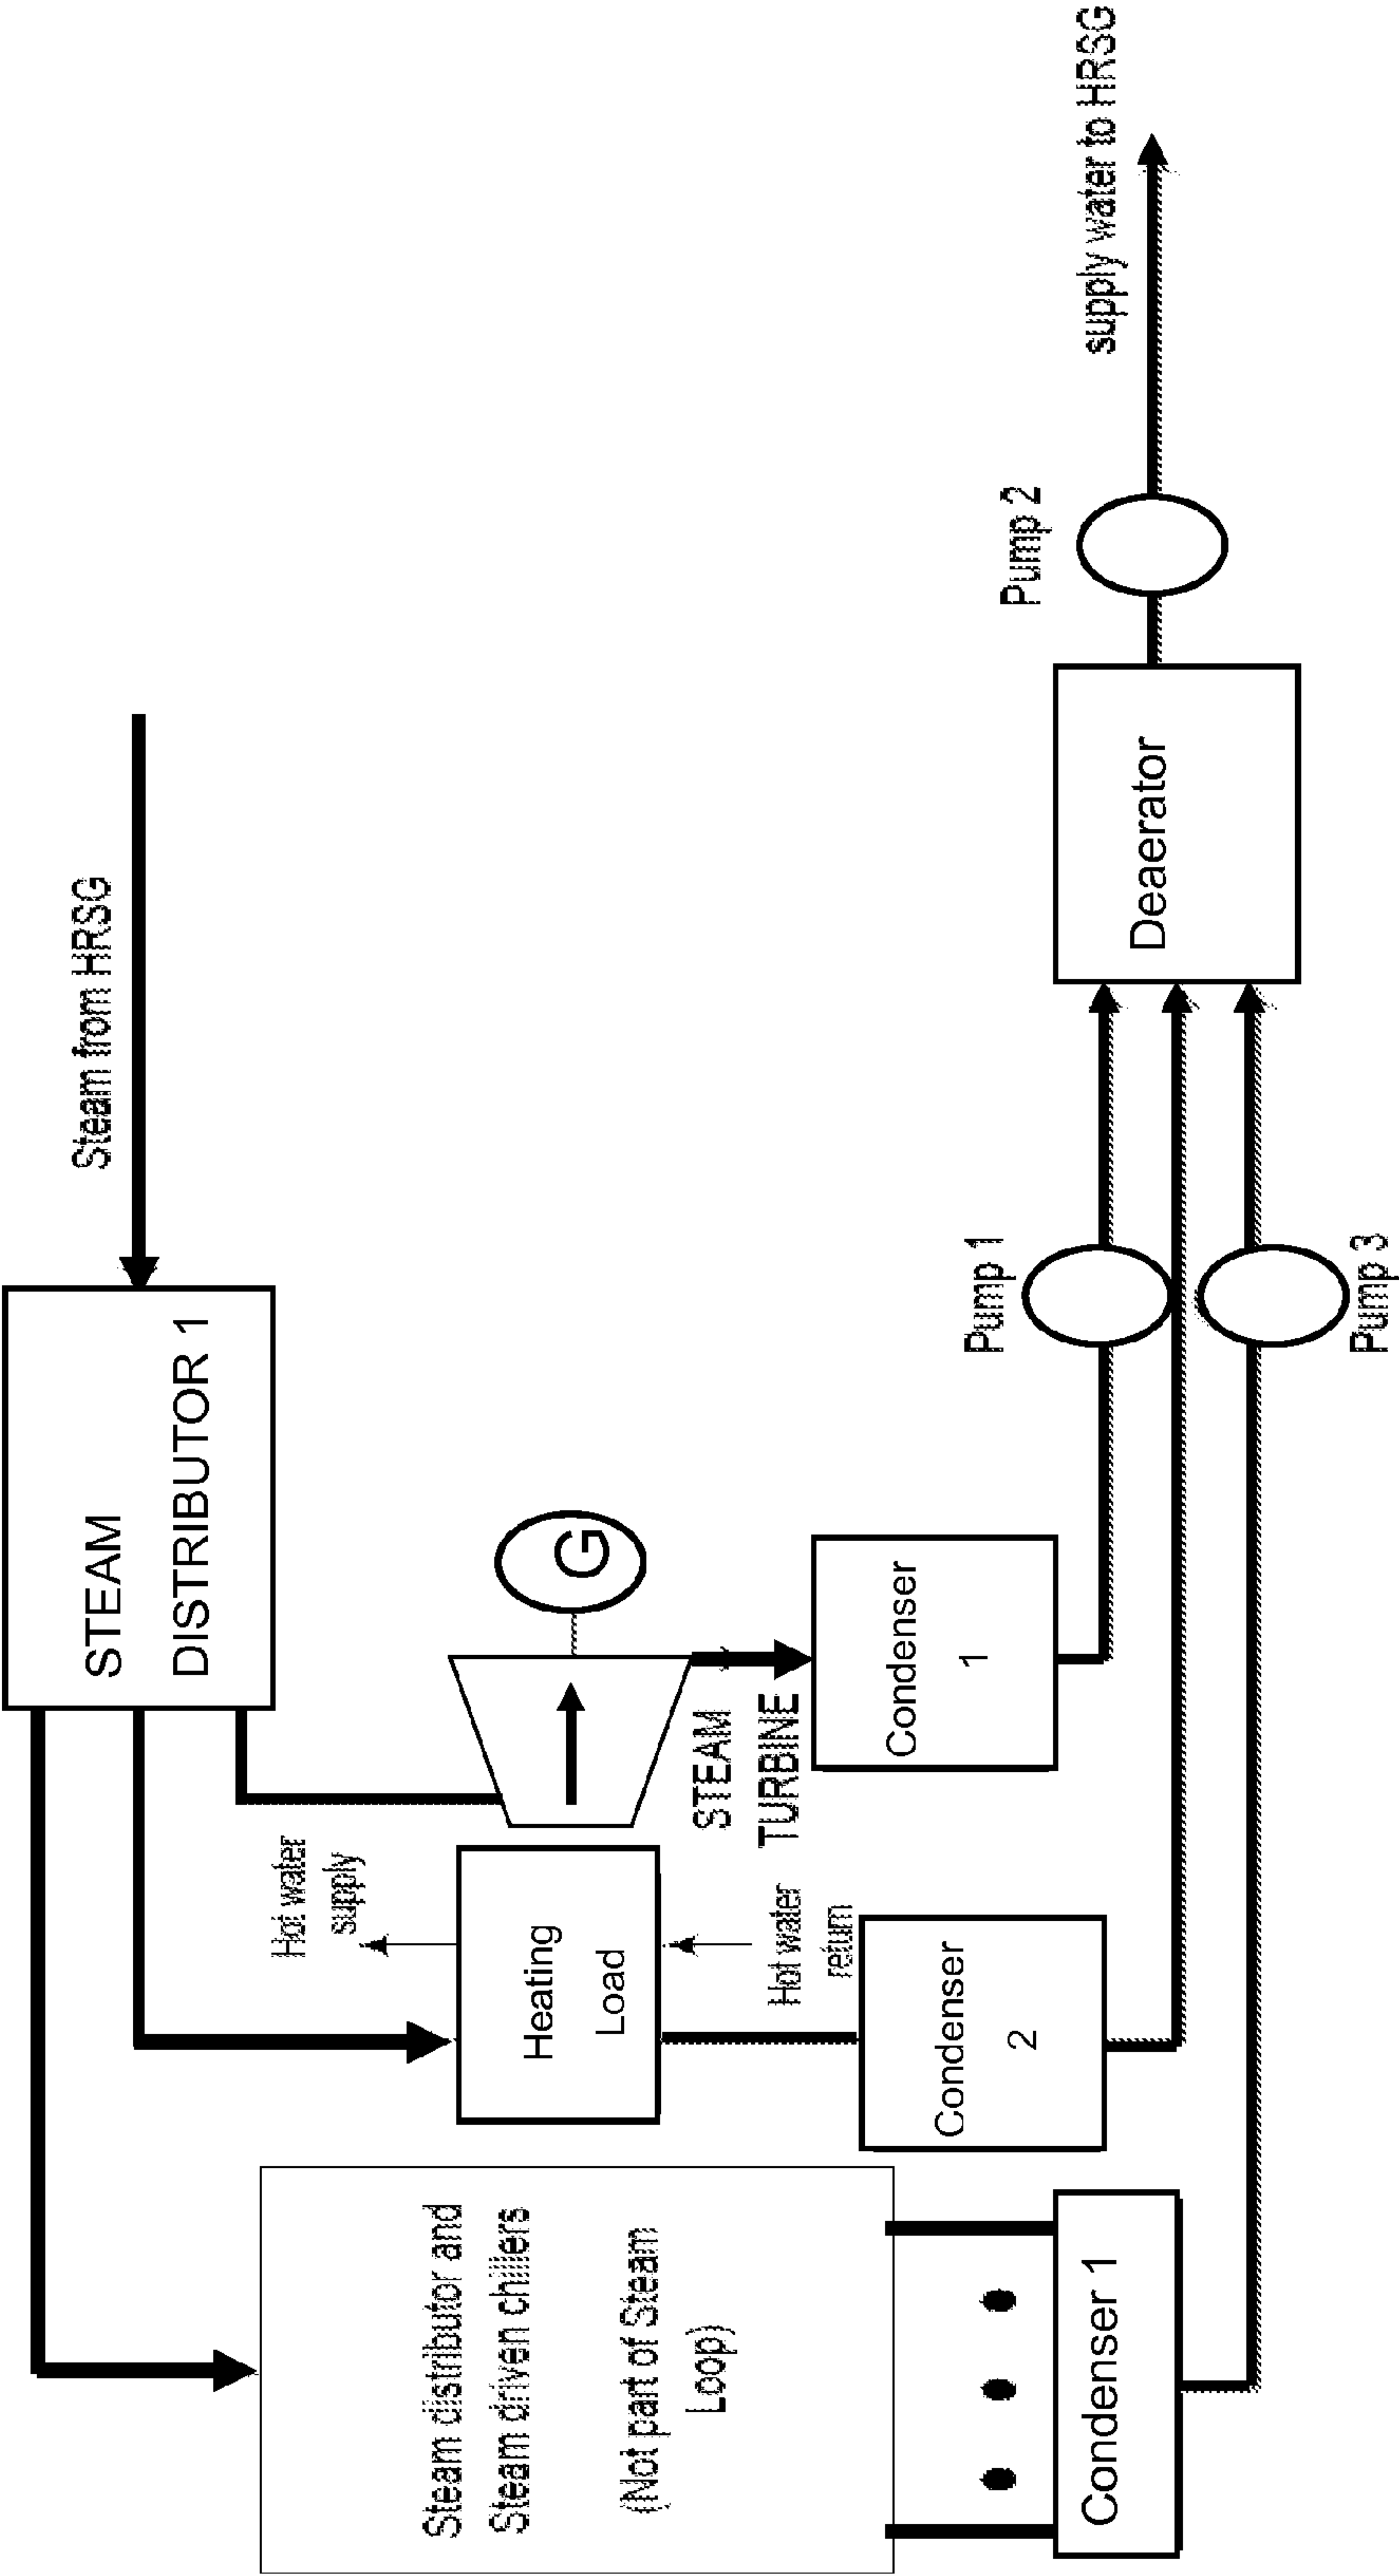 Steam from HRSG
STEAM
DISTRIBUTOR 1
supply water to HRSG
Pump 2
Deaerator
Pump 1
Pump 3
G
STEAM
TURBINE
Condenser
1
Hot water
supply
Heating
Load
Hot water
return
Condenser
2
Steam distributor and
Steam driven chillers
(Not part of Steam
Loop)
Condenser 1